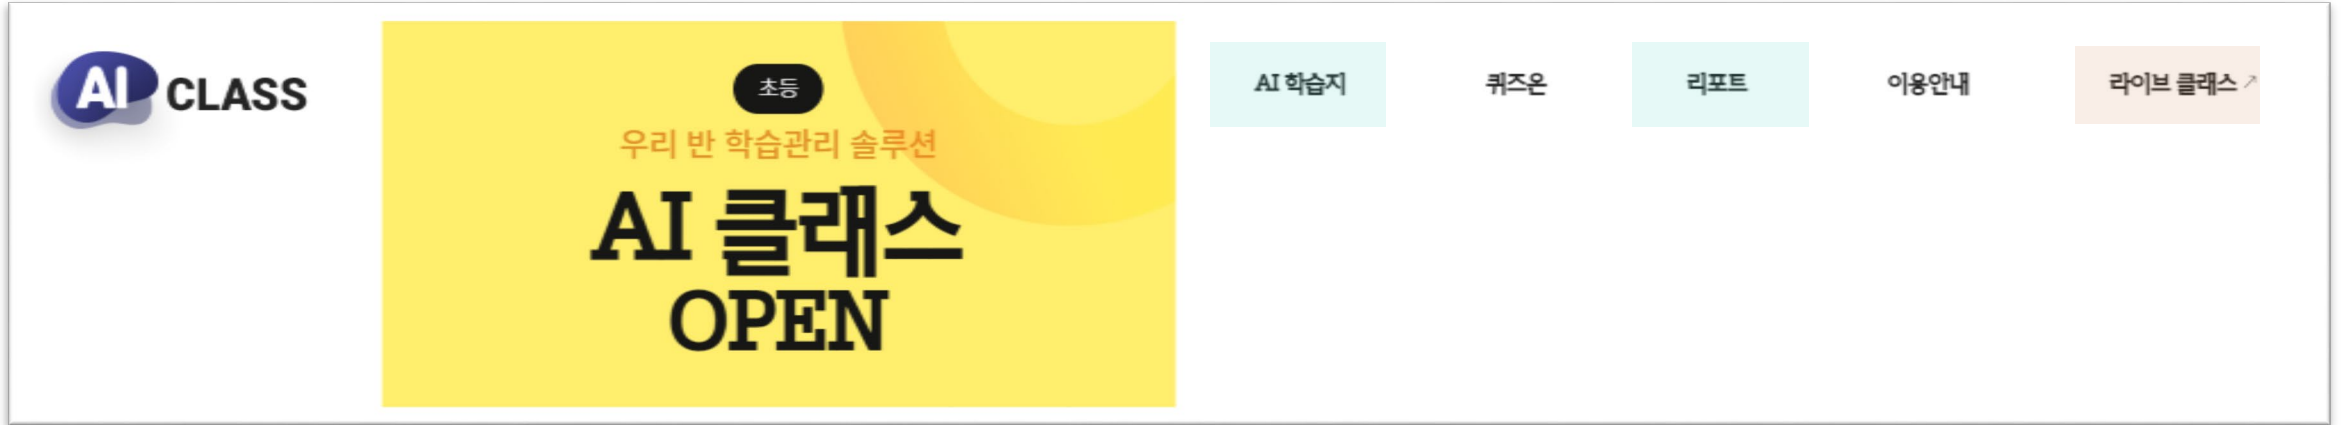 AI CLASS
초등
우리 반 학습관리 솔루션
AI 클래스
OPEN
AI 학습지
퀴즈온
리포트
이용안내
라이브 클래스↗